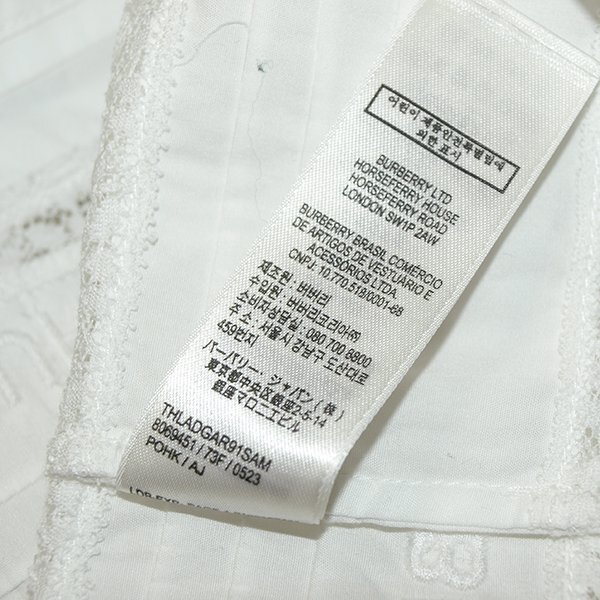 어린이 제품안전특별법에
의한 표시
BURBERRY LTD
HORSEFERRY HOUSE
HORSEFERRY ROAD
LONDON SW1P 2AW
BURBERRY BRASIL COMÉRCIO
DE ARTIGOS DE VESTUARIO E
ACESSÓRIOS LTDA.
CNPJ: 10.770.518/0001-68
제조원 : 버버리
수입원 : 버버리코리아㈜
소비자상담실 : 080 700 8800
주소 : 서울시 강남구 도산대로
459번지
バーバリー・ジャパン(株)
東京都中央区銀座2-5-14
銀座マロニエビル
THLADGAR91SAM
8069451 / 73F / 0523
POHK / AJ